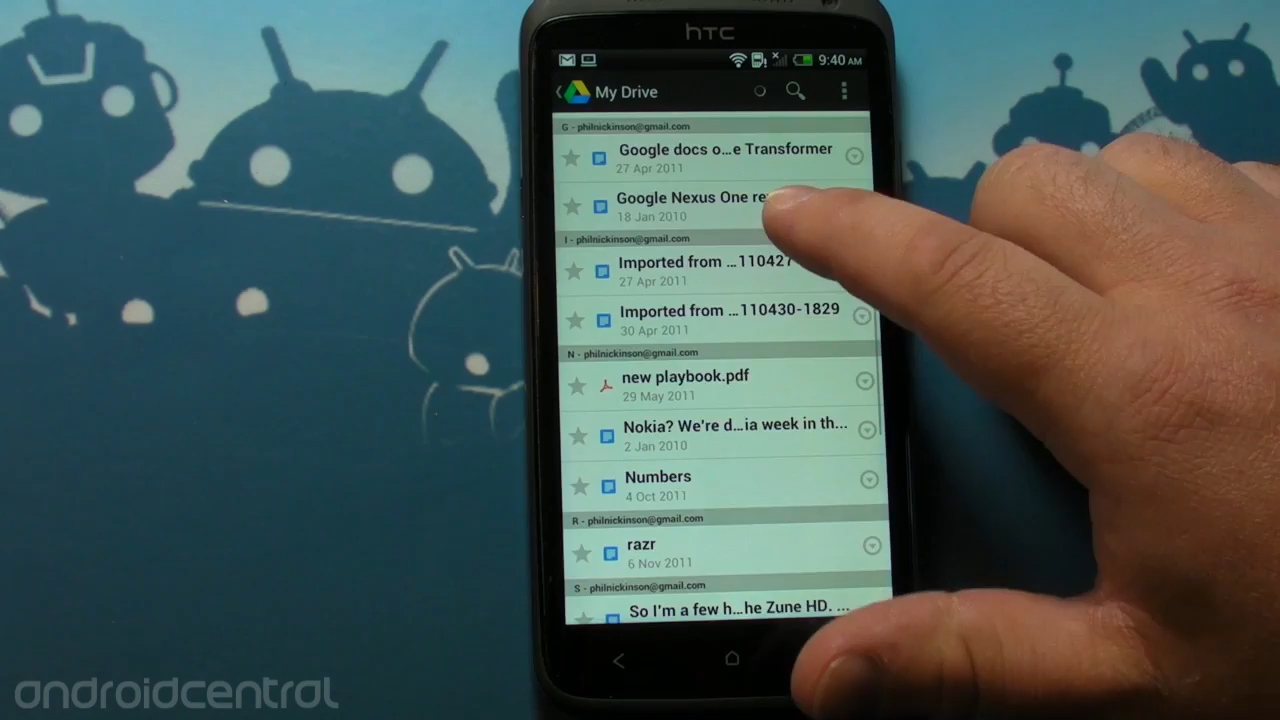 hTC
9:40 AM
My Drive
G - philnickinson@gmail.com
Google docs o...e Transformer
27 Apr 2011
Google Nexus One
18 Jan 2010
I - philnickinson@gmail.com
Imported from ...110427
27 Apr 2011
Imported from ...110430-1829
30 Apr 2011
N - philnickinson@gmail.com
new playbook.pdf
29 May 2011
Nokia? We're d...ia week in th...
2 Jan 2010
Numbers
4 Oct 2011
R - philnickinson@gmail.com
razr
6 Nov 2011
S - philnickinson@gmail.com
So I'm a few h...he Zune HD. ...
androidcentral